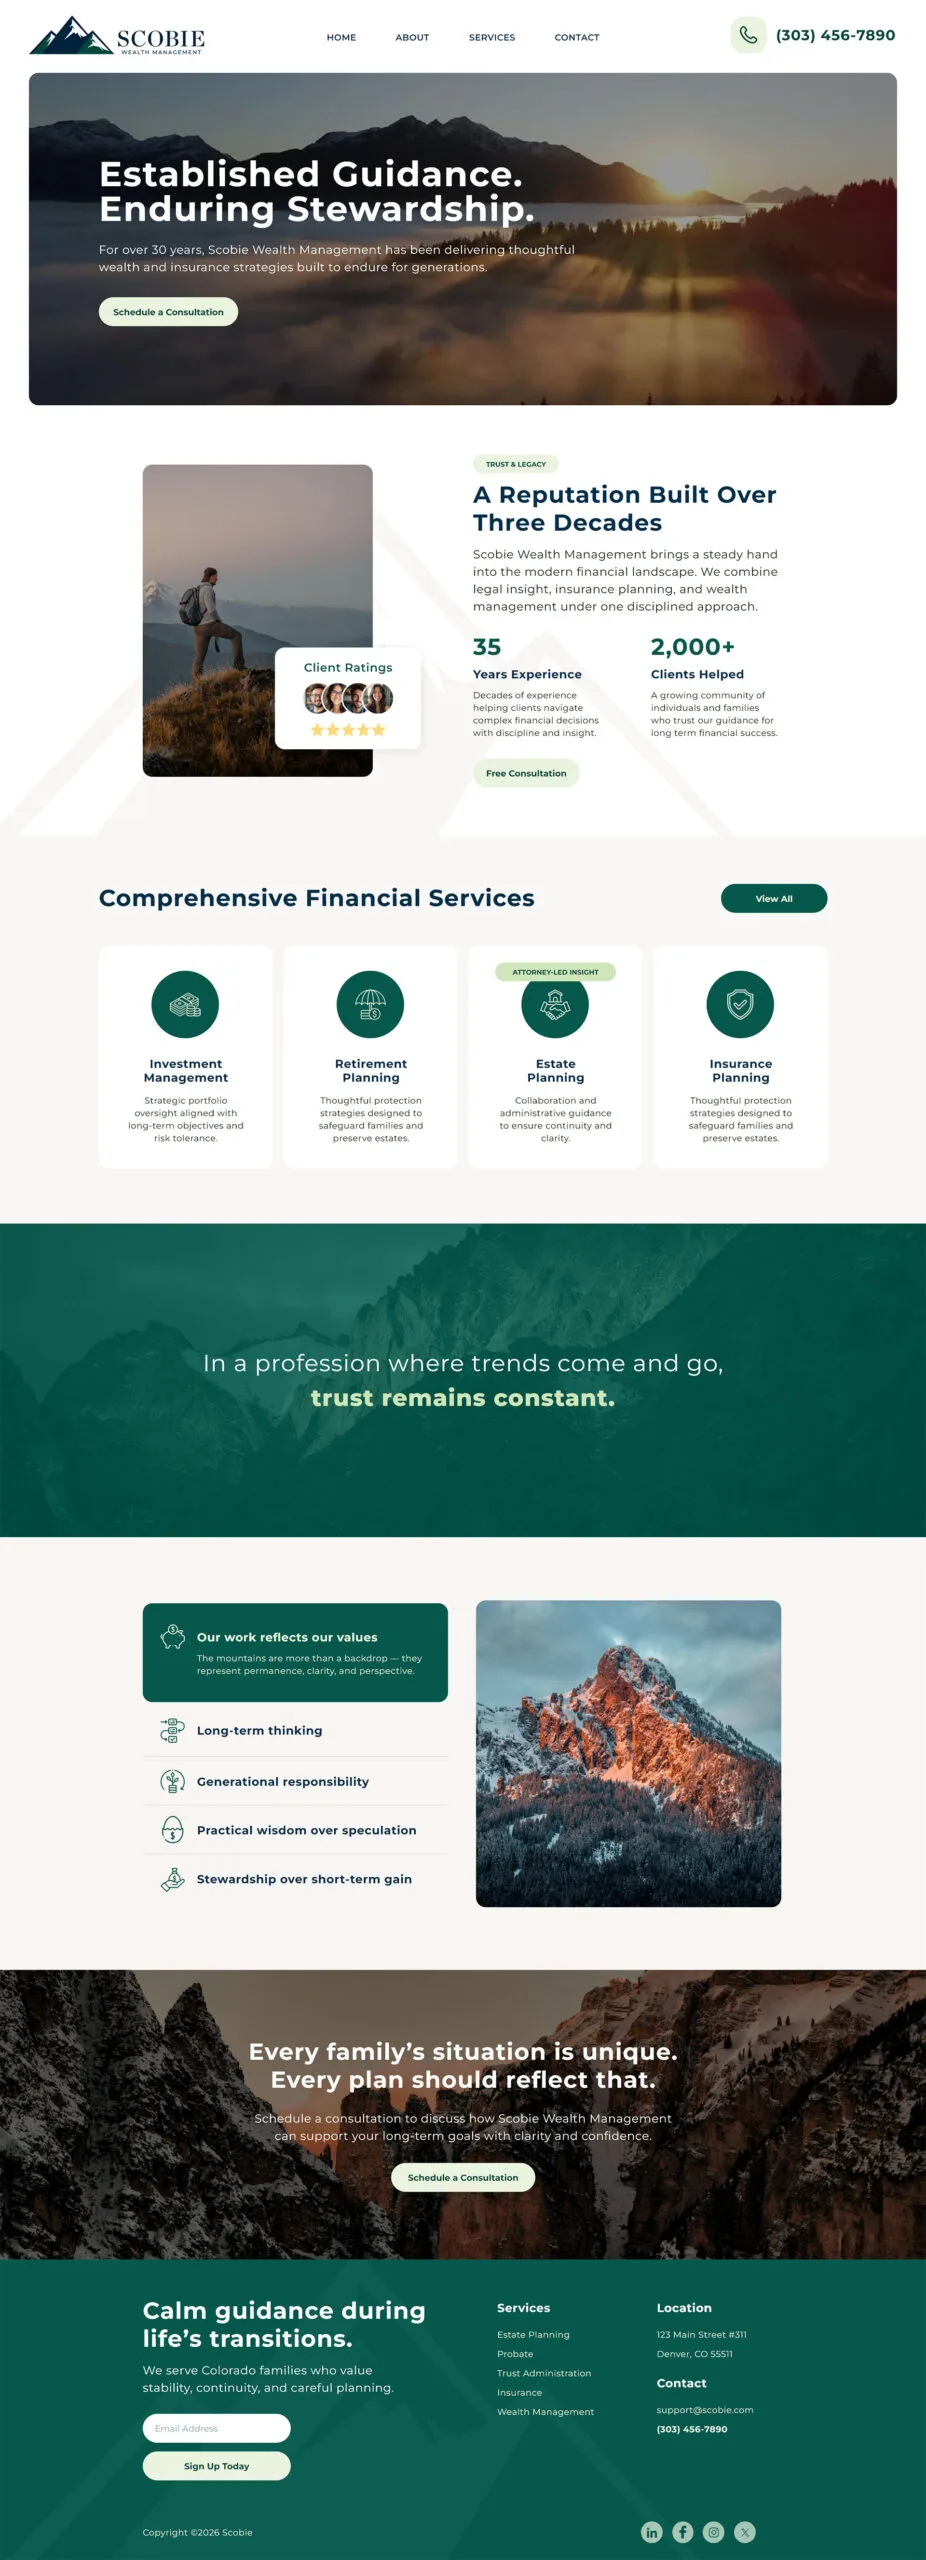 SCOBIE
WEALTH MANAGEMENT
HOME
ABOUT
SERVICES
CONTACT
(303) 456-7890
Established Guidance.
Enduring Stewardship.
For over 30 years, Scobie Wealth Management has been delivering thoughtful
wealth and insurance strategies built to endure for generations.
Schedule a Consultation
Client Ratings
TRUST & LEGACY
A Reputation Built Over
Three Decades
Scobie Wealth Management brings a steady hand
into the modern financial landscape. We combine
legal insight, insurance planning, and wealth
management under one disciplined approach.
35
Years Experience
Decades of experience
helping clients navigate
complex financial decisions
with discipline and insight.
2,000+
Clients Helped
A growing community of
individuals and families
who trust our guidance for
long term financial success.
Free Consultation
Comprehensive Financial Services
View All
Investment
Management
Strategic portfolio
oversight aligned with
long-term objectives and
risk tolerance.
Retirement
Planning
Thoughtful protection
strategies designed to
safeguard families and
preserve estates.
ATTORNEY-LED INSIGHT
Estate
Planning
Collaboration and
administrative guidance
to ensure continuity and
clarity.
Insurance
Planning
Thoughtful protection
strategies designed to
safeguard families and
preserve estates.
In a profession where trends come and go,
trust remains constant.
Our work reflects our values
The mountains are more than a backdrop — they
represent permanence, clarity, and perspective.
Long-term thinking
Generational responsibility
Practical wisdom over speculation
Stewardship over short-term gain
Every family’s situation is unique.
Every plan should reflect that.
Schedule a consultation to discuss how Scobie Wealth Management
can support your long-term goals with clarity and confidence.
Schedule a Consultation
Calm guidance during
life’s transitions.
We serve Colorado families who value
stability, continuity, and careful planning.
Email Address
Sign Up Today
Services
Estate Planning
Probate
Trust Administration
Insurance
Wealth Management
Location
123 Main Street #311
Denver, CO 55511
Contact
support@scobie.com
(303) 456-7890
Copyright ©2026 Scobie